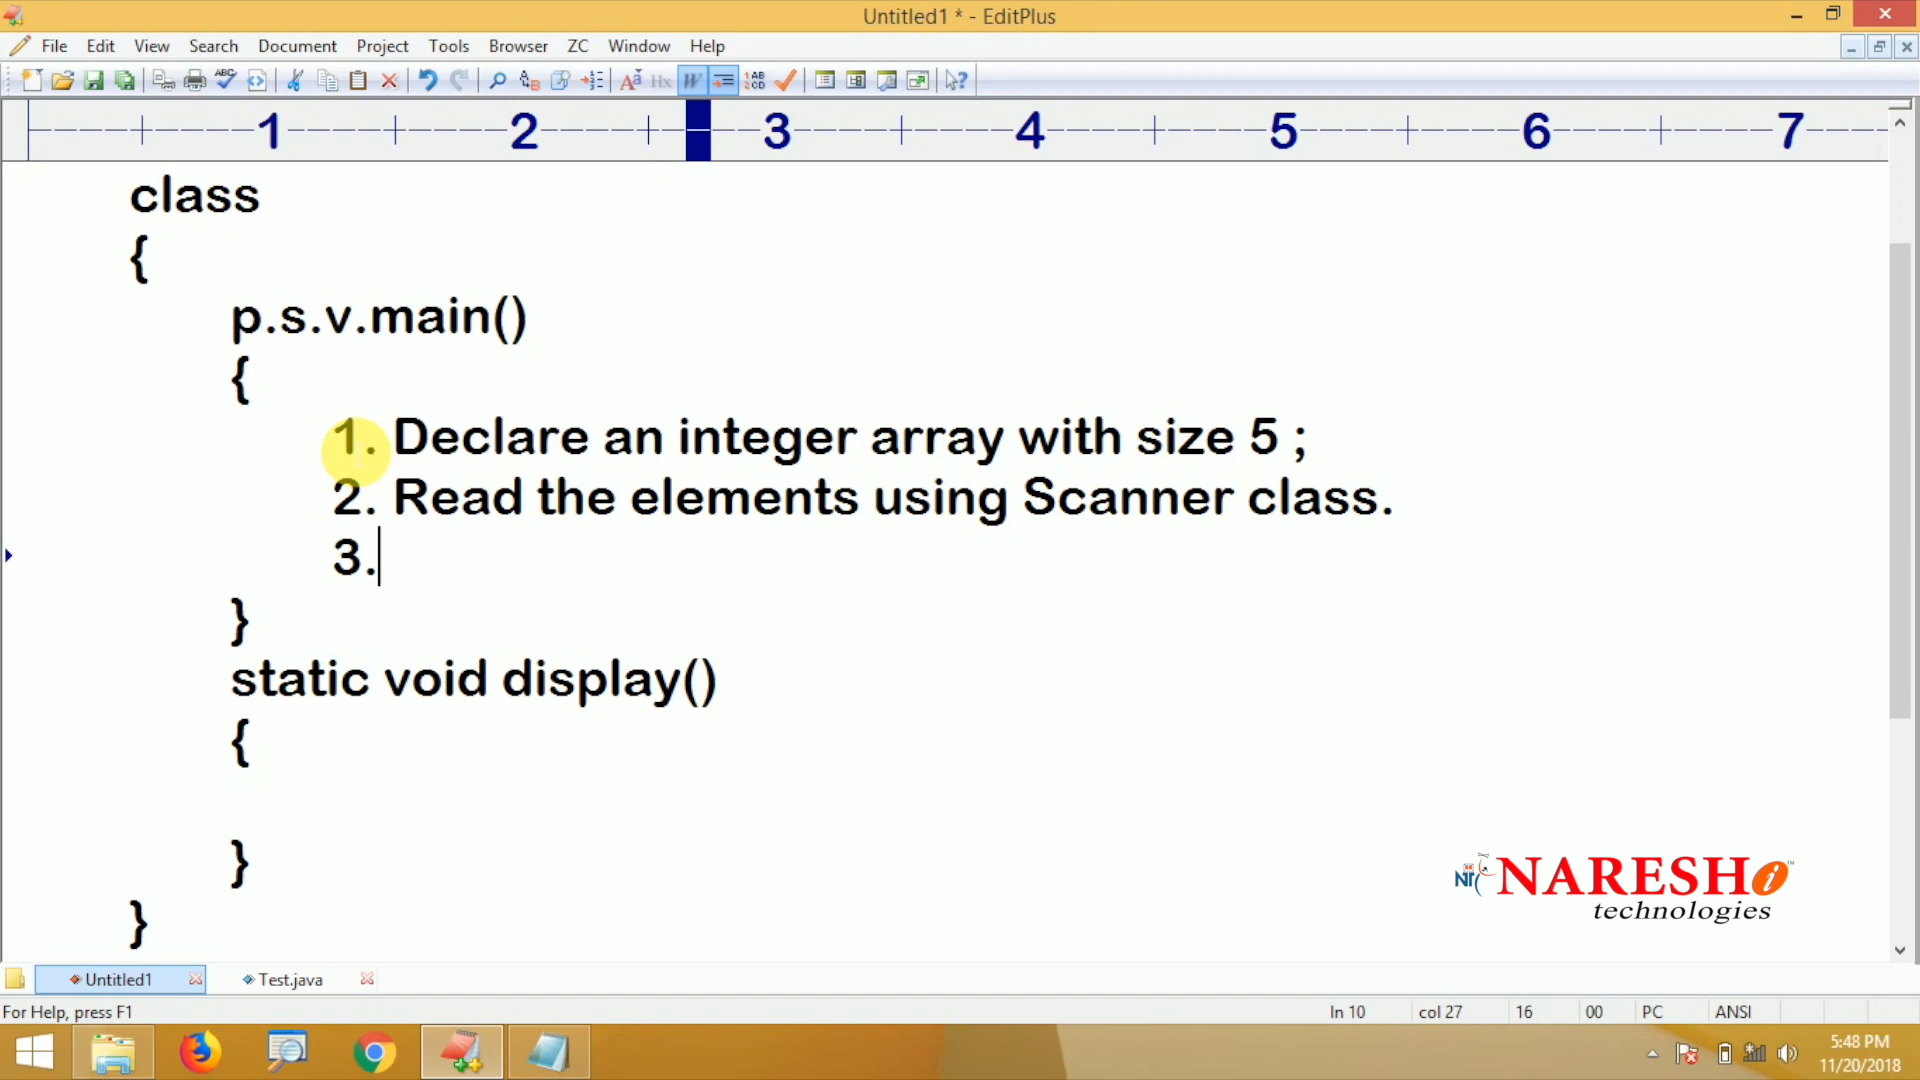 Untitled1 * - EditPlus
File Edit View Search Document Project Tools Browser ZC Window Help
1 2 3 4 5 6 7
class
{
p.s.v.main()
{
1. Declare an integer array with size 5 ;
2. Read the elements using Scanner class.
3.
}
static void display()
{
}
}
NARESH i
technologies
Untitled1 Test.java
For Help, press F1 ln 10 col 27 16 00 PC ANSI
5:48 PM
11/20/2018